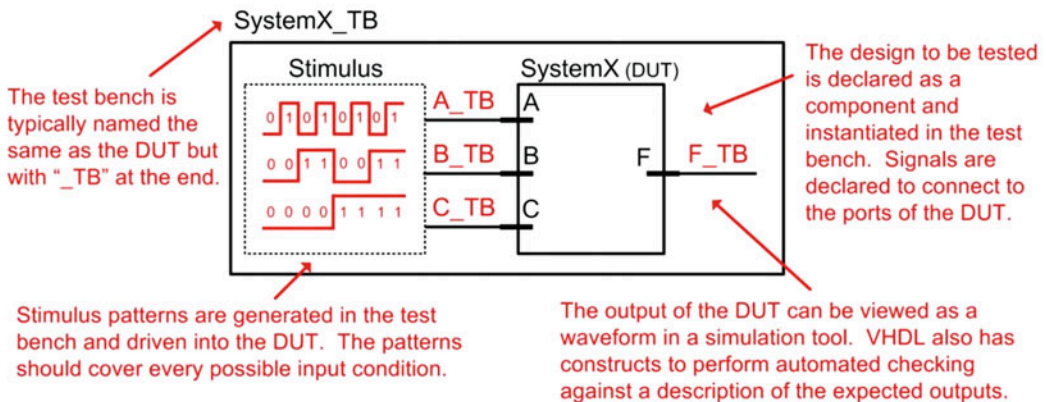 SystemX_TB
The test bench is
typically named the
same as the DUT but
with “_TB” at the end.
Stimulus
0 1 0 1 0 1 0 1
0 0 1 1 0 0 1 1
0 0 0 0 1 1 1 1
A_TB
B_TB
C_TB
SystemX (DUT)
A
B
C
F
F_TB
The design to be tested
is declared as a
component and
instantiated in the test
bench. Signals are
declared to connect to
the ports of the DUT.
Stimulus patterns are generated in the test
bench and driven into the DUT. The patterns
should cover every possible input condition.
The output of the DUT can be viewed as a
waveform in a simulation tool. VHDL also has
constructs to perform automated checking
against a description of the expected outputs.